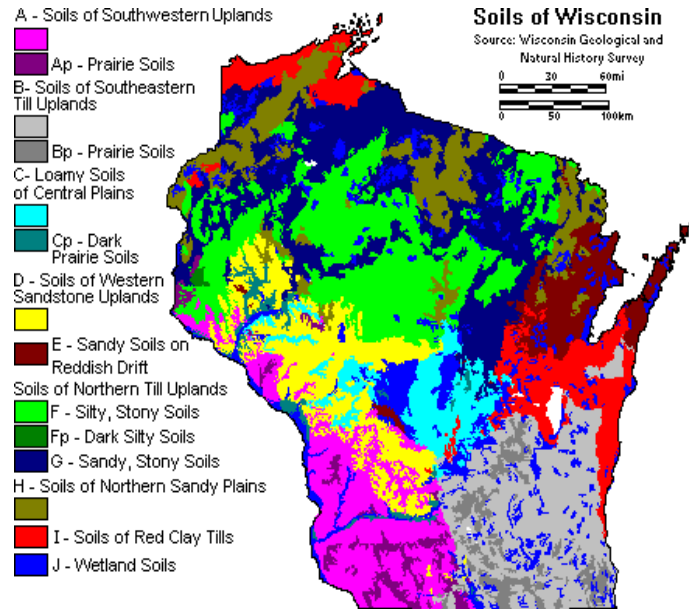 A - Soils of Southwestern Uplands
Ap - Prairie Soils
B- Soils of Southeastern
Till Uplands
Bp - Prairie Soils
C- Loamy Soils
of Central Plains
Cp - Dark
Prairie Soils
D - Soils of Western
Sandstone Uplands
E - Sandy Soils on
Reddish Drift
Soils of Northern Till Uplands
F - Silty, Stony Soils
Fp - Dark Silty Soils
G - Sandy, Stony Soils
H - Soils of Northern Sandy Plains
I - Soils of Red Clay Tills
J - Wetland Soils
Soils of Wisconsin
Source: Wisconsin Geological and
Natural History Survey
0 30 60mi
0 50 100km